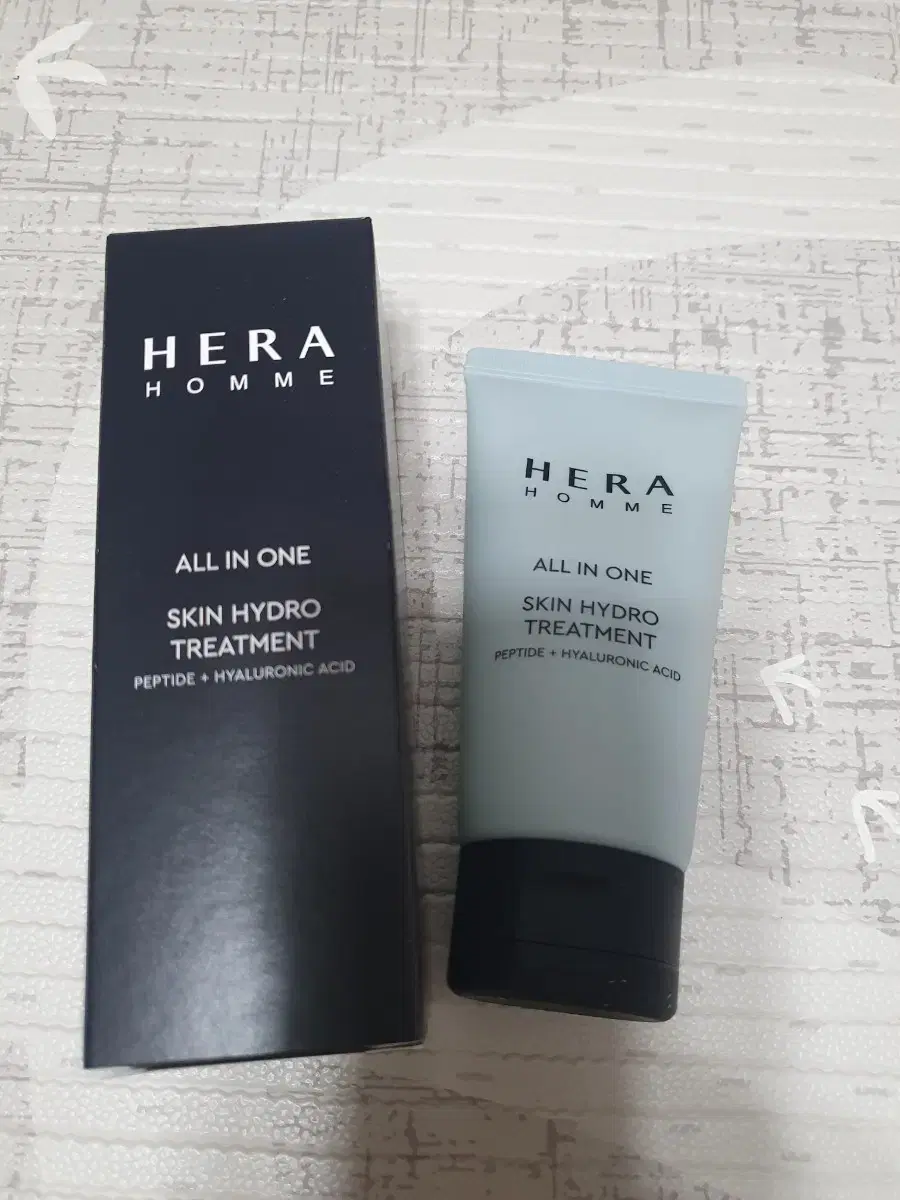 HERA
HOMME
ALL IN ONE
SKIN HYDRO
TREATMENT
PEPTIDE + HYALURONIC ACID
HERA
HOMME
ALL IN ONE
SKIN HYDRO
TREATMENT
PEPTIDE + HYALURONIC ACID